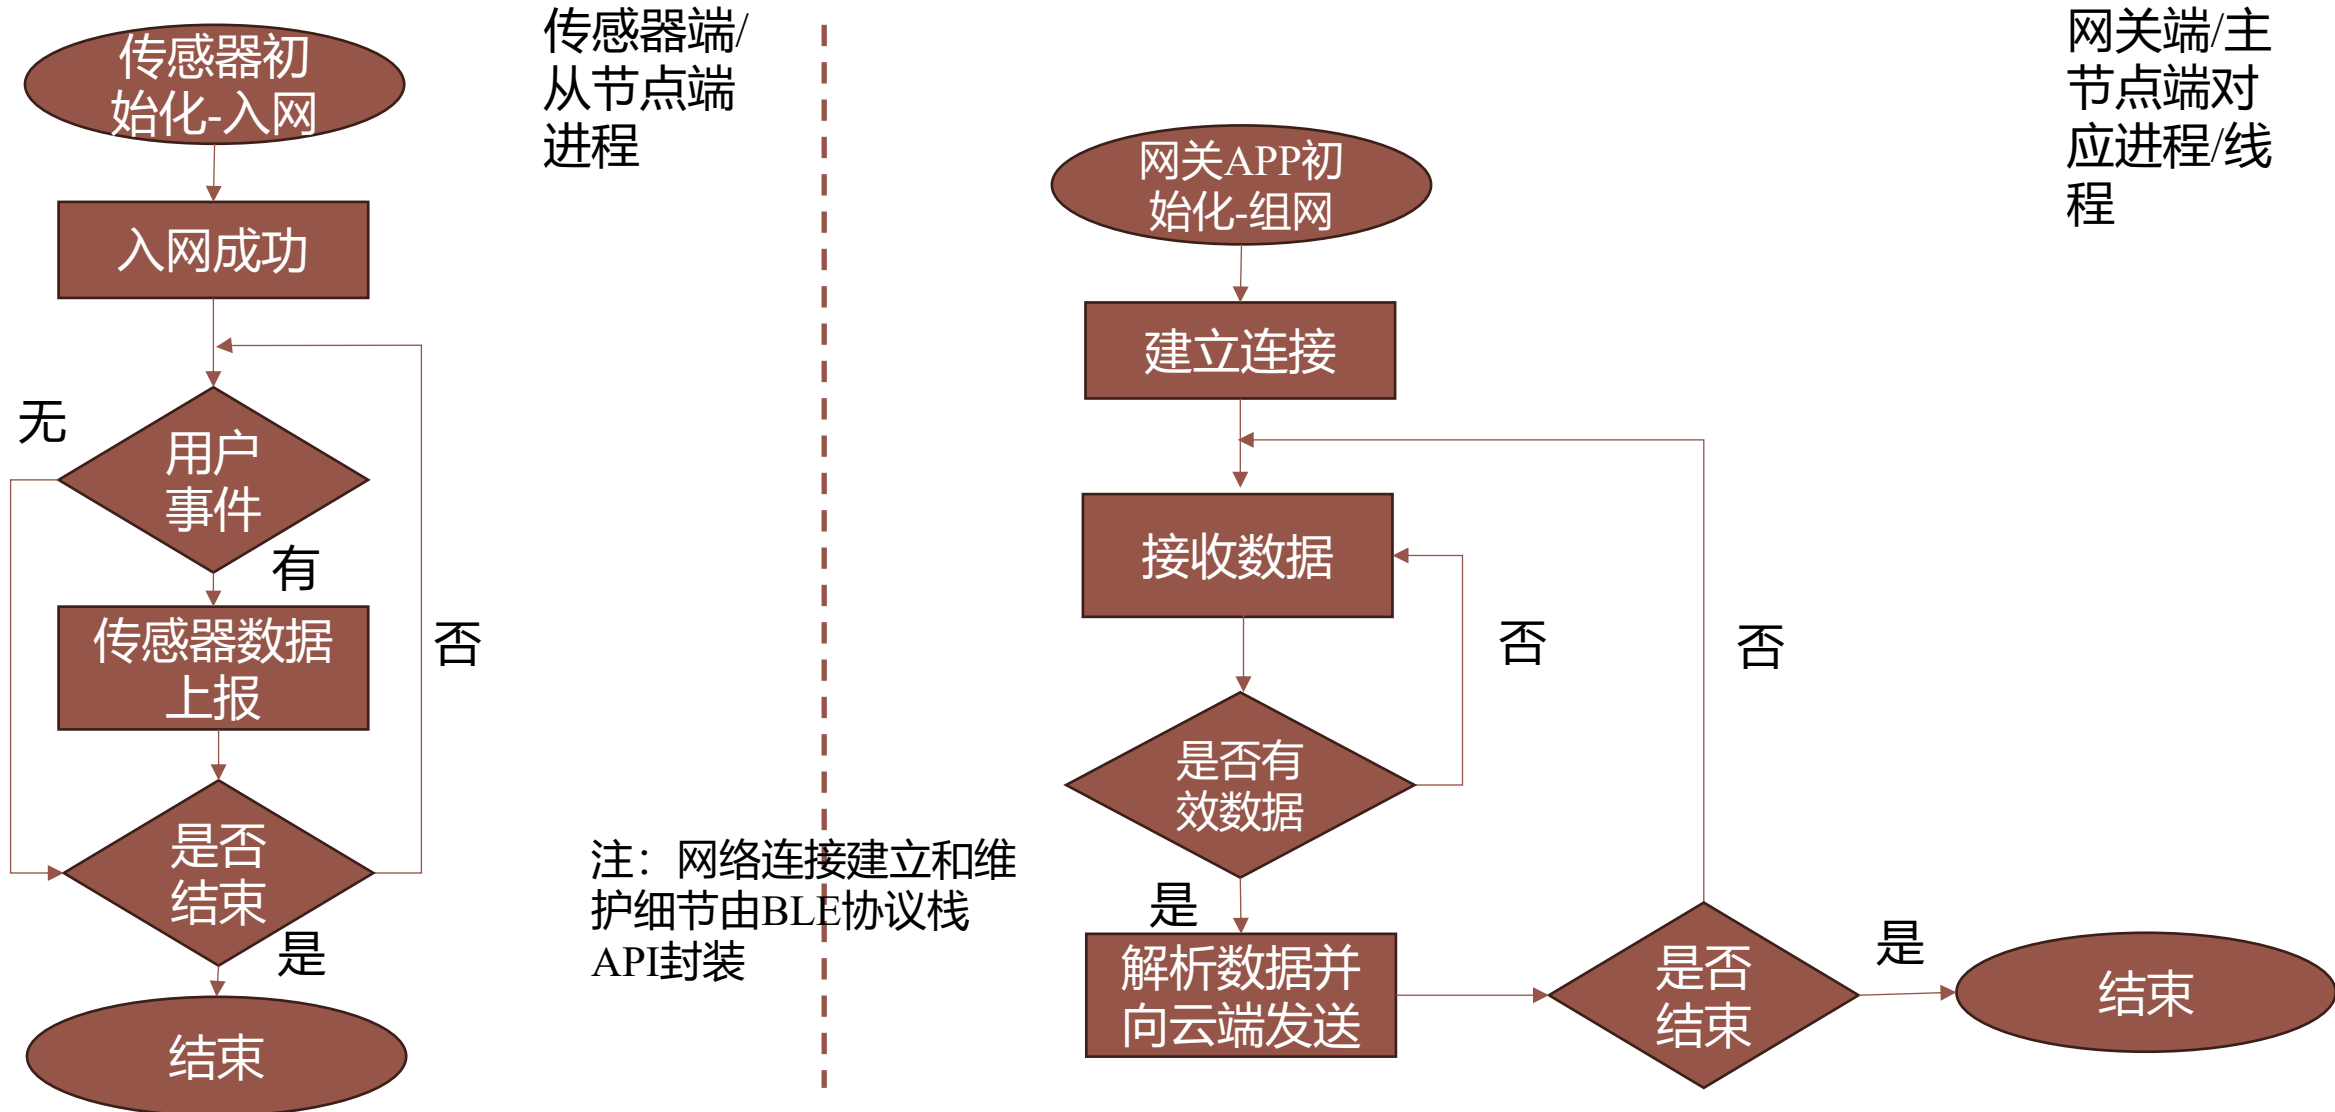 传感器初
始化-入网
入网成功
无
用户
事件
有
传感器数据
上报
否
是否
结束
是
结束
传感器端/
从节点端
进程
注：网络连接建立和维
护细节由BLE协议栈
API封装
网关端/主
节点端对
应进程/线
程
网关APP初
始化-组网
建立连接
接收数据
否
否
是否有
效数据
是
解析数据并
向云端发送
是否
结束
是
结束